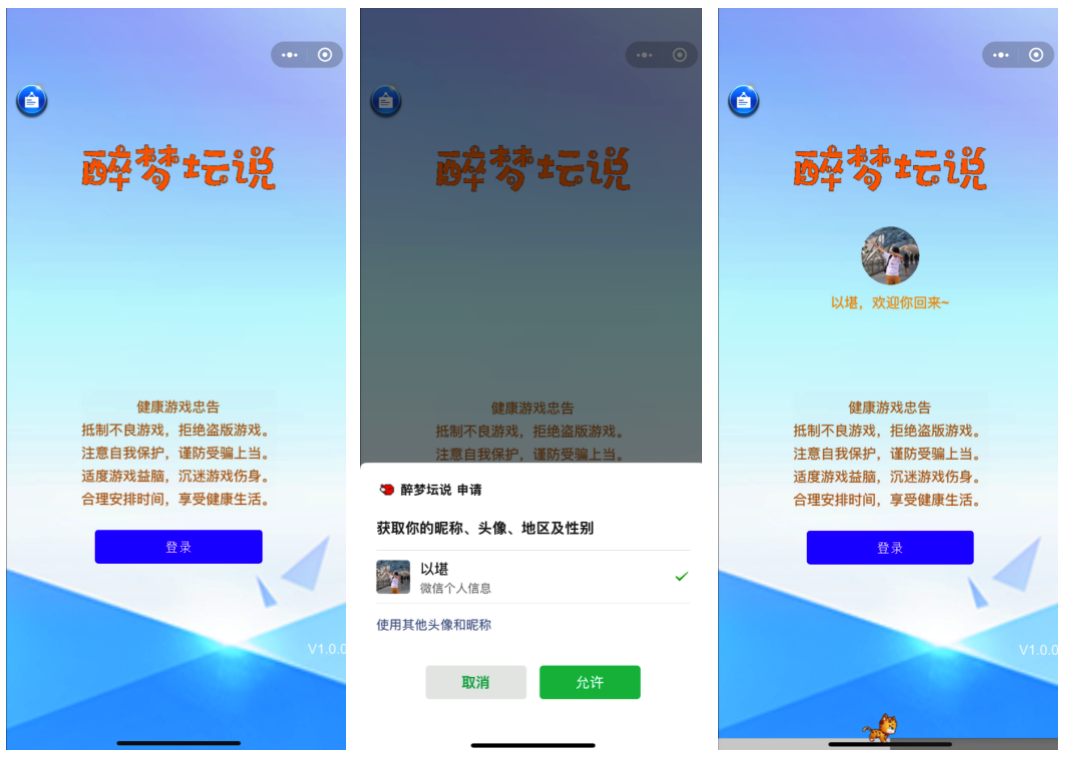 醉梦坛说
健康游戏忠告
抵制不良游戏，拒绝盗版游戏。
注意自我保护，谨防受骗上当。
适度游戏益脑，沉迷游戏伤身。
合理安排时间，享受健康生活。
登录
V1.0.0
醉梦坛说
健康游戏忠告
抵制不良游戏，拒绝盗版游戏。
注意自我保护，谨防受骗上当。
醉梦坛说 申请
获取你的昵称、头像、地区及性别
以堪
微信个人信息
使用其他头像和昵称
取消
允许
醉梦坛说
以堪，欢迎你回来~
健康游戏忠告
抵制不良游戏，拒绝盗版游戏。
注意自我保护，谨防受骗上当。
适度游戏益脑，沉迷游戏伤身。
合理安排时间，享受健康生活。
登录
V1.0.0